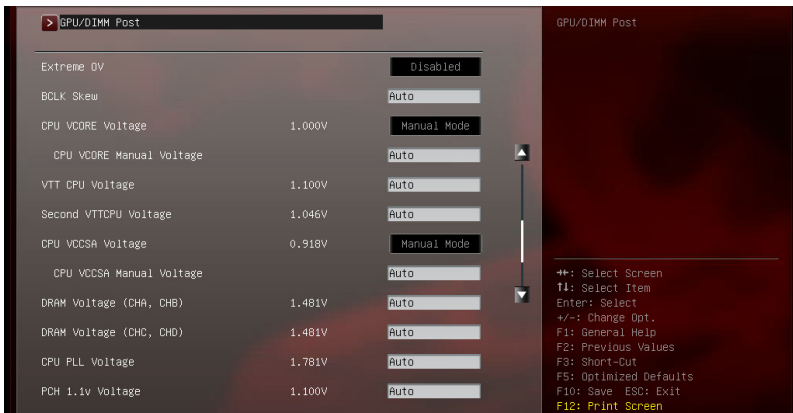 > GPU/DIMM Post
GPU/DIMM Post
Extreme OV Disabled
BCLK Skew Auto
CPU VCORE Voltage 1.000V Manual Mode
CPU VCORE Manual Voltage Auto
VTT CPU Voltage 1.100V Auto
Second VTTCPU Voltage 1.046V Auto
CPU VCCSA Voltage 0.918V Manual Mode
CPU VCCSA Manual Voltage Auto
DRAM Voltage (CHA, CHB) 1.481V Auto
DRAM Voltage (CHC, CHD) 1.481V Auto
CPU PLL Voltage 1.781V Auto
PCH 1.1v Voltage 1.100V Auto
→←: Select Screen
↑↓: Select Item
Enter: Select
+/-: Change Opt.
F1: General Help
F2: Previous Values
F3: Short-Cut
F5: Optimized Defaults
F10: Save ESC: Exit
F12: Print Screen